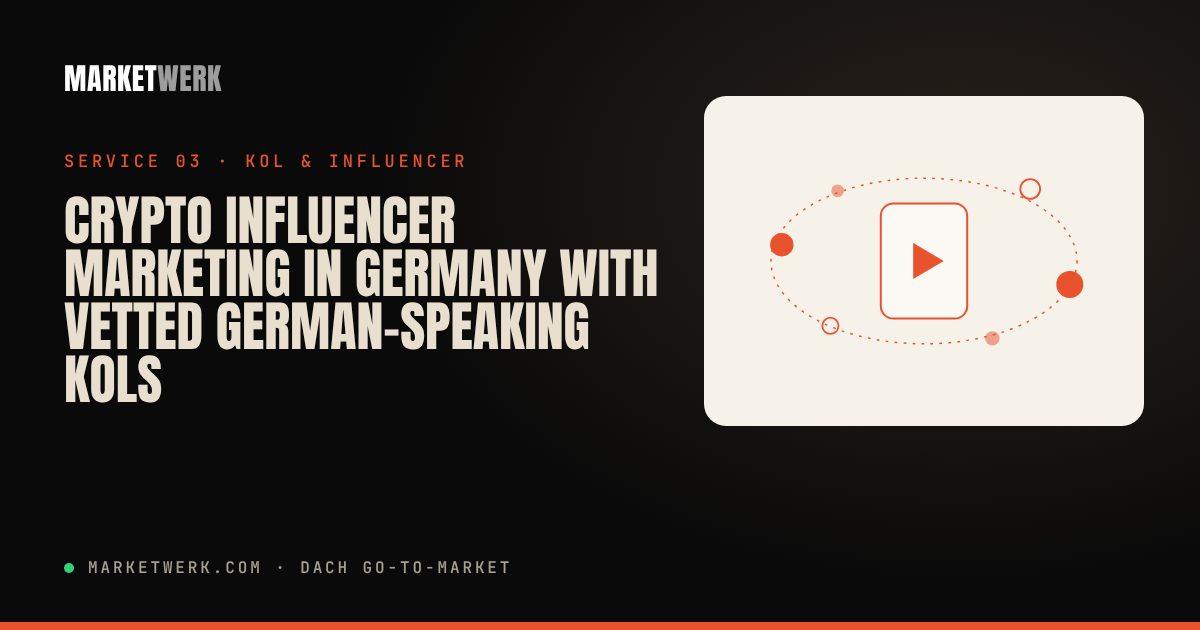 MARKETWERK
SERVICE 03 · KOL & INFLUENCER
CRYPTO INFLUENCER
MARKETING IN GERMANY WITH
VETTED GERMAN-SPEAKING
KOLS
MARKETWERK.COM · DACH GO-TO-MARKET